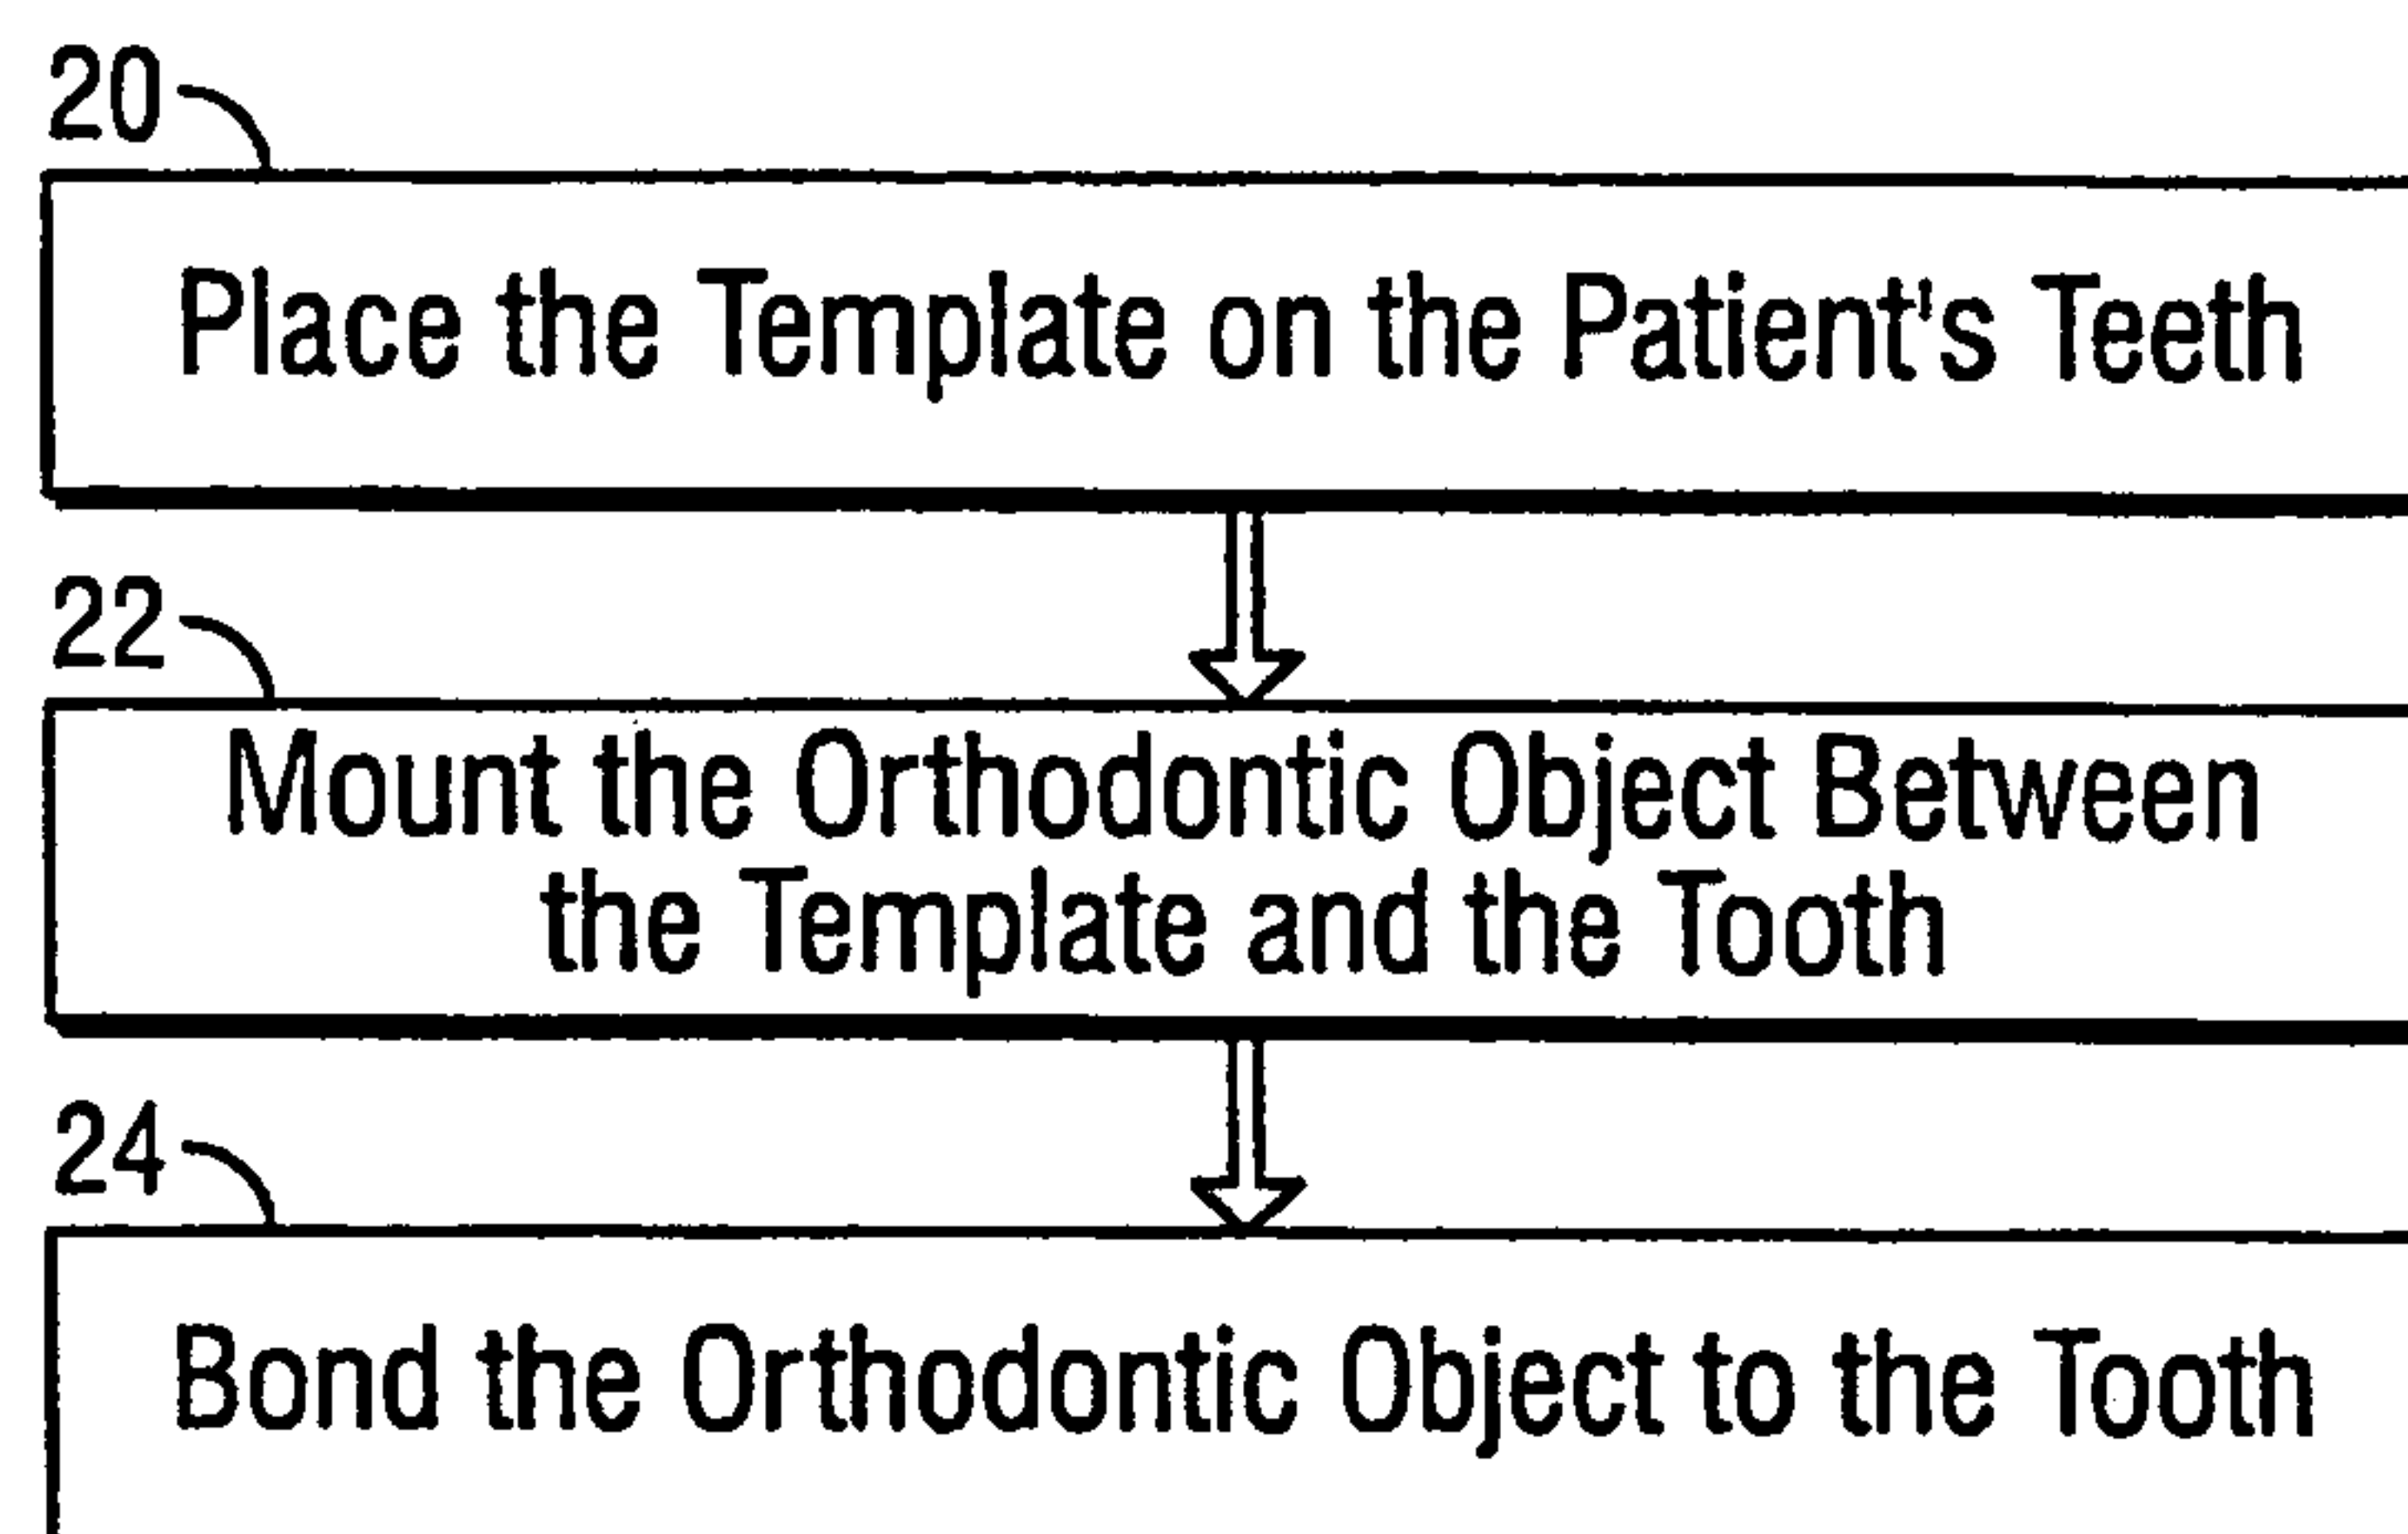 20
Place the Template on the Patient's Teeth
22
Mount the Orthodontic Object Between
the Template and the Tooth
24
Bond the Orthodontic Object to the Tooth